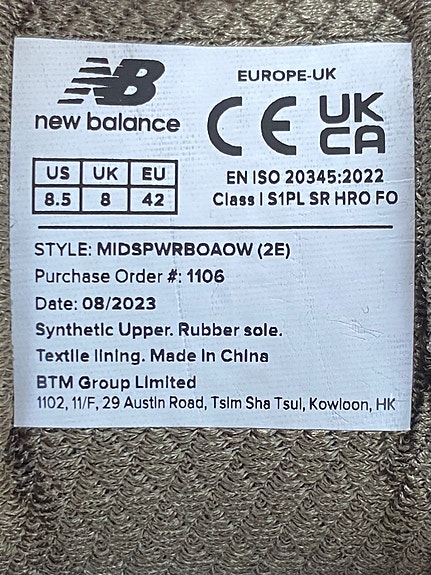 NB
new balance
EUROPE-UK
CE UK CA
US UK EU
8.5 8 42
EN ISO 20345:2022
Class I S1PL SR HRO FO
STYLE: MIDSPWRBOAOW (2E)
Purchase Order #: 1106
Date: 08/2023
Synthetic Upper. Rubber sole.
Textile lining. Made in China
BTM Group Limited
1102, 11/F, 29 Austin Road, Tsim Sha Tsui, Kowloon, HK